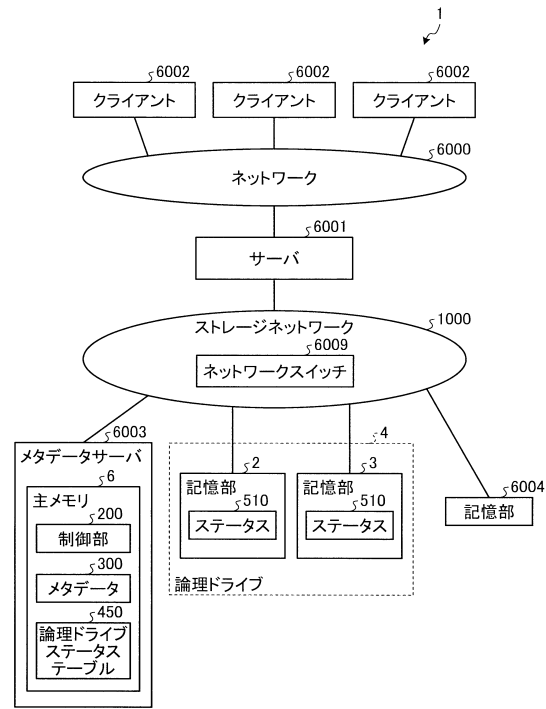 1
6002
6002
6002
クライアント
クライアント
クライアント
6000
ネットワーク
6001
サーバ
ストレージネットワーク
1000
6009
ネットワークスイッチ
6003
メタデータサーバ
6
主メモリ
200
制御部
300
メタデータ
450
論理ドライブ
ステータス
テーブル
4
2
記憶部
510
ステータス
3
記憶部
510
ステータス
論理ドライブ
6004
記憶部